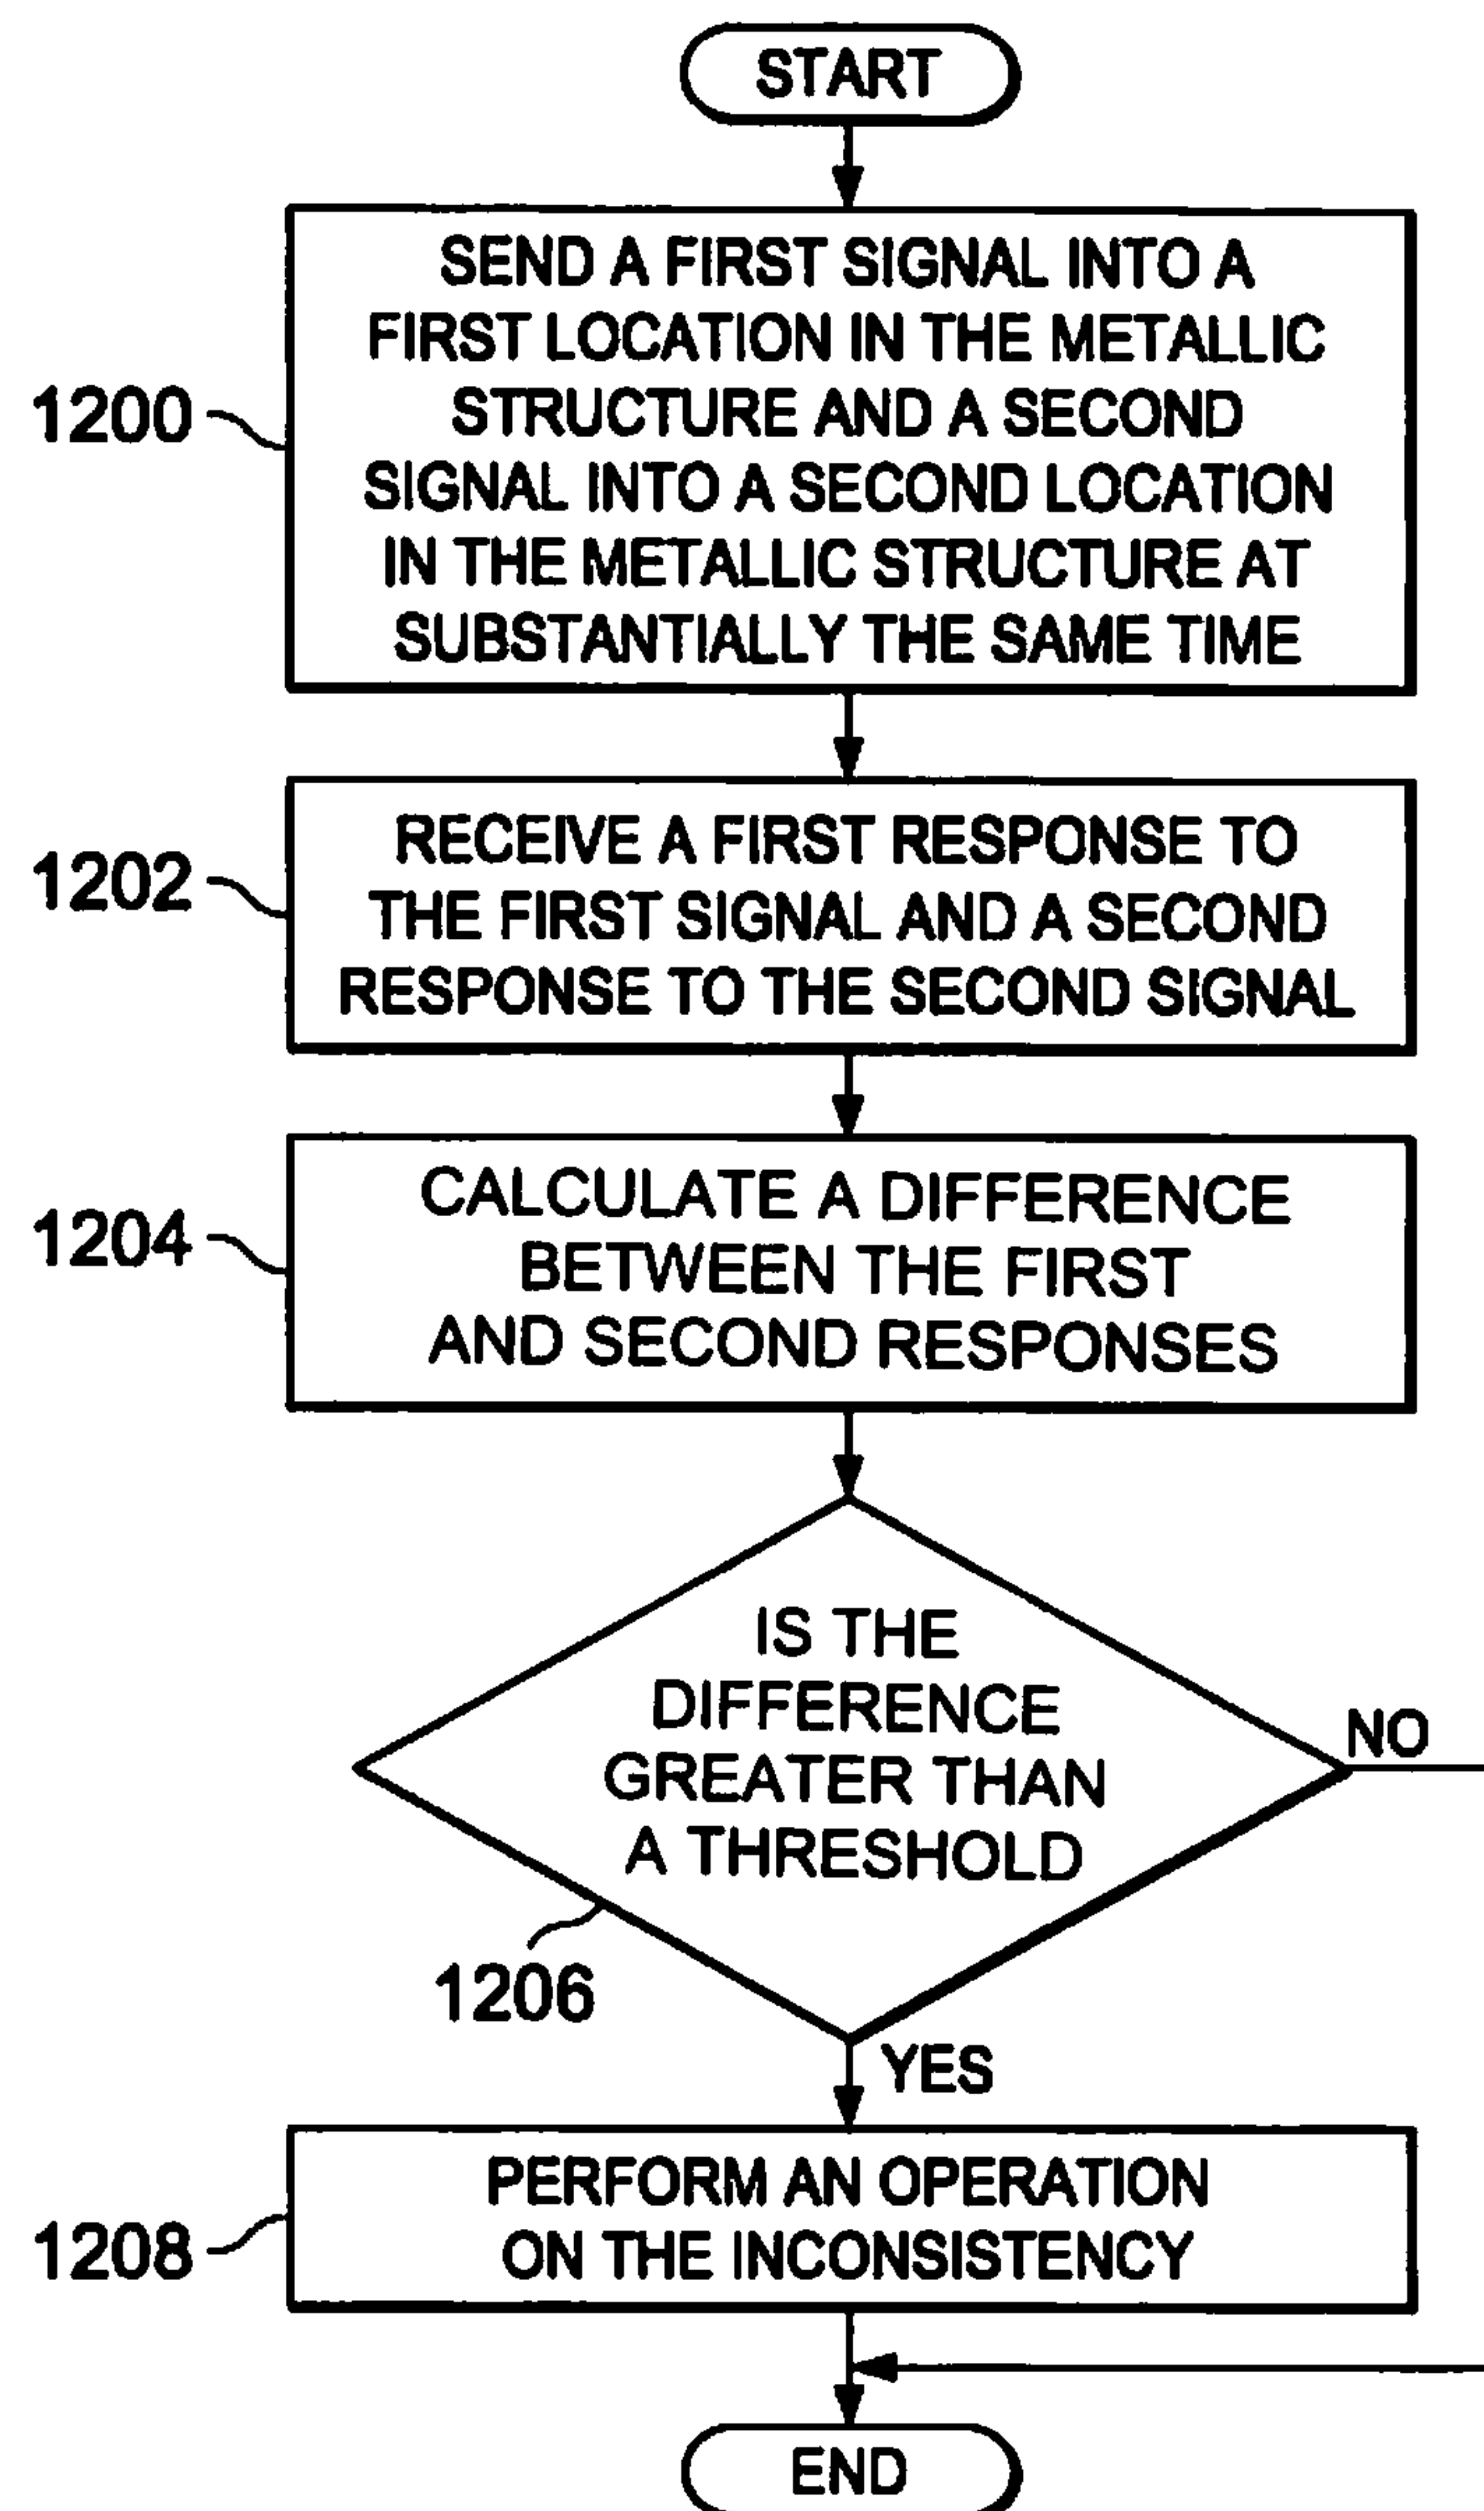 START
SEND A FIRST SIGNAL INTO A
FIRST LOCATION IN THE METALLIC
STRUCTURE AND A SECOND
SIGNAL INTO A SECOND LOCATION
IN THE METALLIC STRUCTURE AT
SUBSTANTIALLY THE SAME TIME
1200
RECEIVE A FIRST RESPONSE TO
THE FIRST SIGNAL AND A SECOND
RESPONSE TO THE SECOND SIGNAL
1202
CALCULATE A DIFFERENCE
BETWEEN THE FIRST
AND SECOND RESPONSES
1204
IS THE
DIFFERENCE
GREATER THAN
A THRESHOLD
NO
1206
YES
PERFORM AN OPERATION
ON THE INCONSISTENCY
1208
END